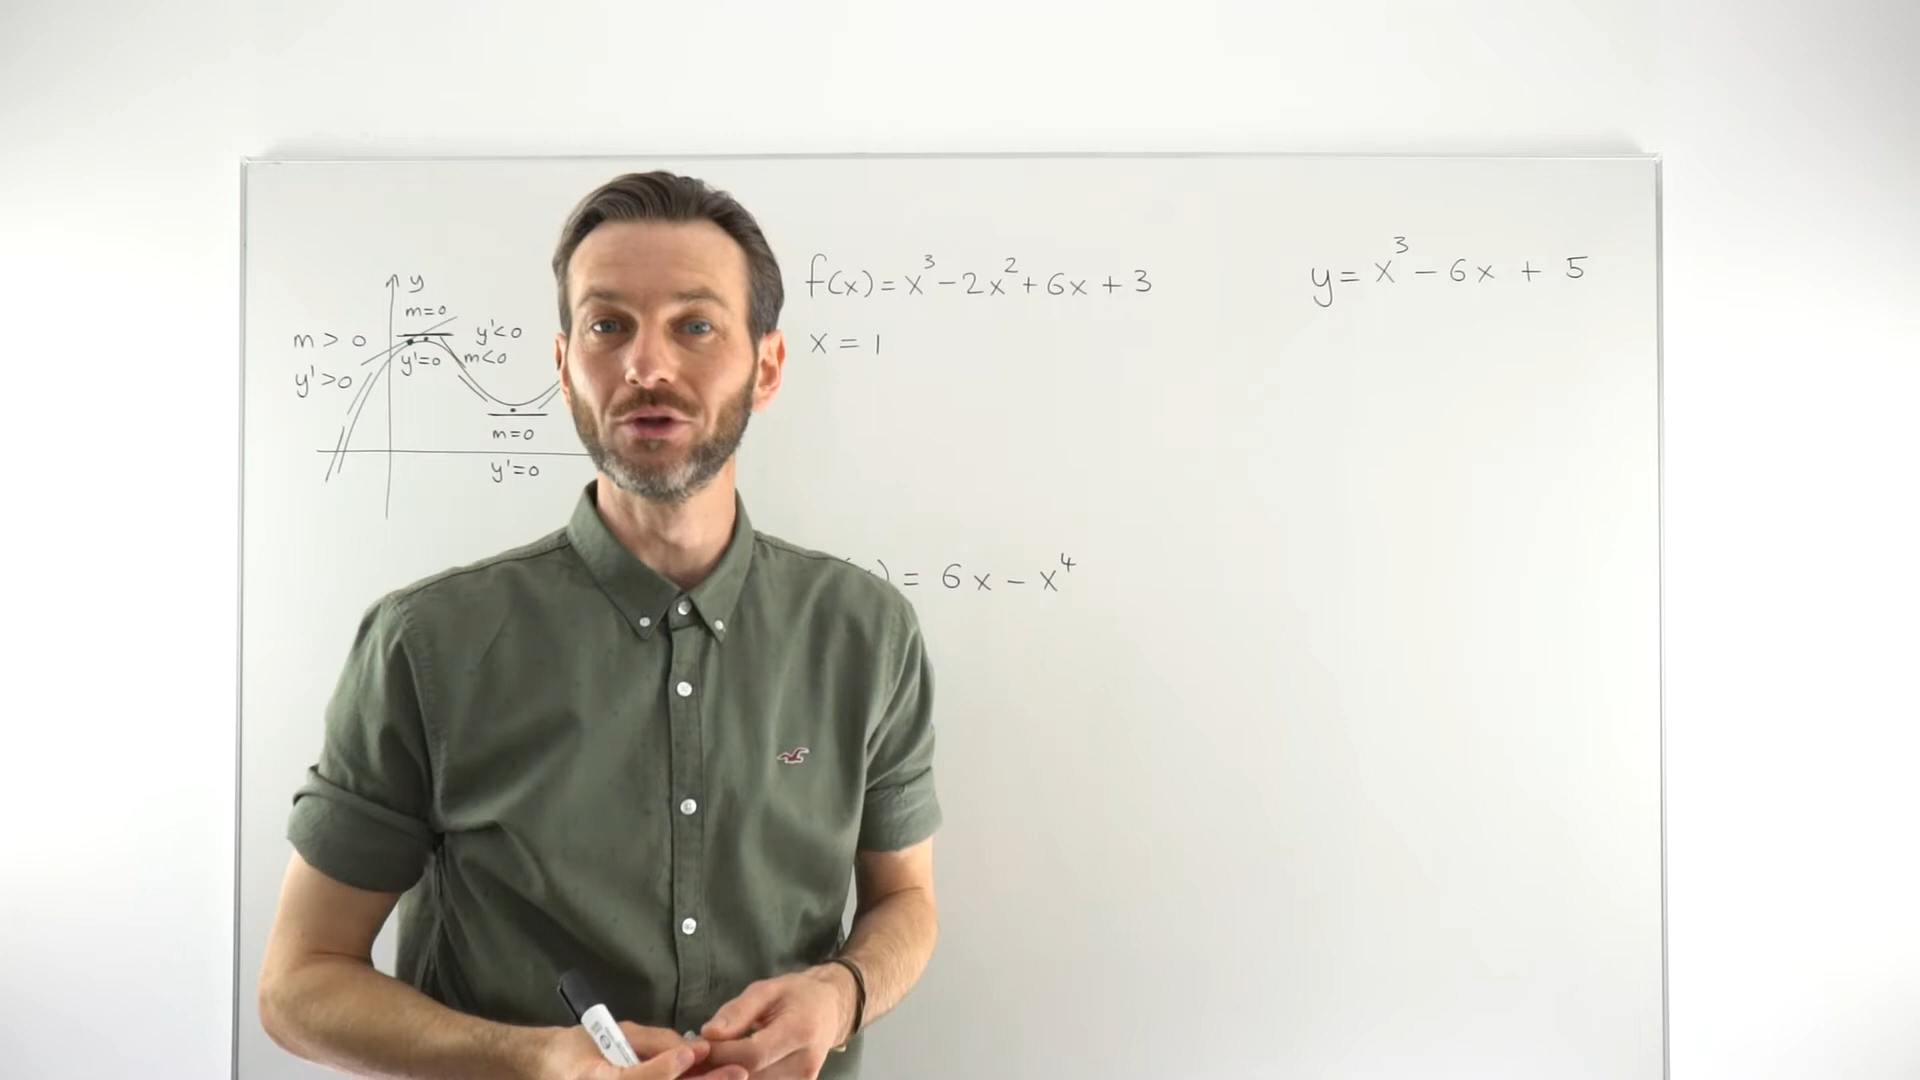 y
m=0
m > 0
y'<0
y'=0
m<0
y'>0
m=0
y'=0
f(x) = x³ - 2x² + 6x + 3
x = 1
) = 6x - x⁴
y = x³ - 6x + 5